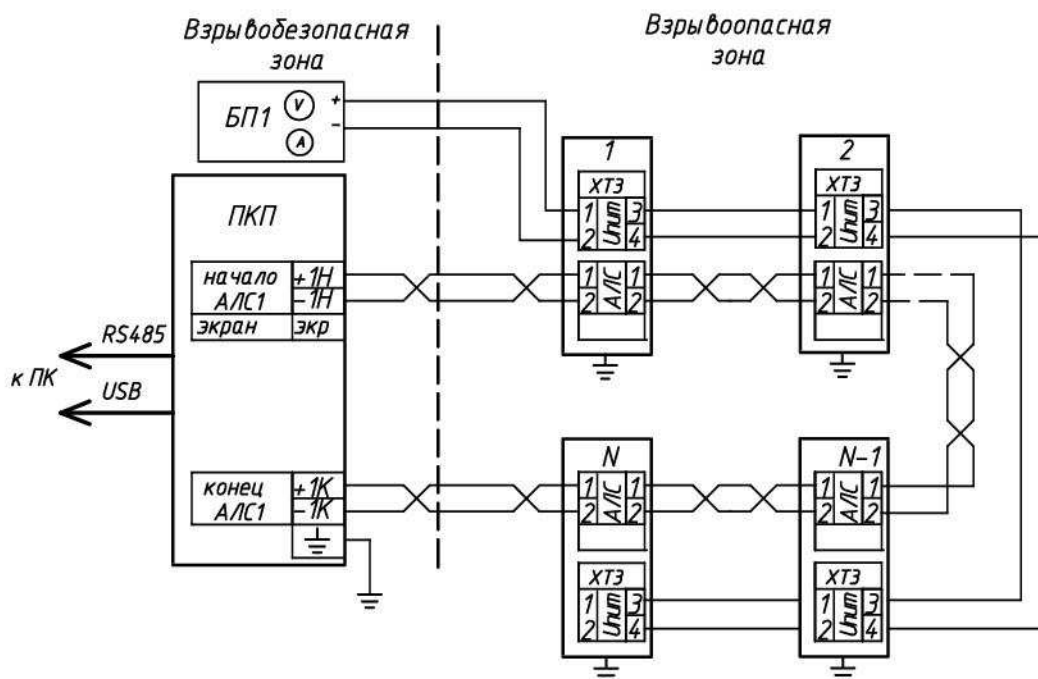 Взрывобезопасная
зона
Взрывоопасная
зона
БП1 V + −
A
1
ХТ3
1 Uпит 3
2 4
АЛС
1 1
2 2
2
ХТ3
1 Uпит 3
2 4
АЛС
1 1
2 2
ПКП
начало +1Н
АЛС1 −1Н
экран экр
RS485
к ПК
USB
конец +1К
АЛС1 −1К
N
АЛС
1 1
2 2
ХТ3
1 Uпит 3
2 4
N-1
АЛС
1 1
2 2
ХТ3
1 Uпит 3
2 4